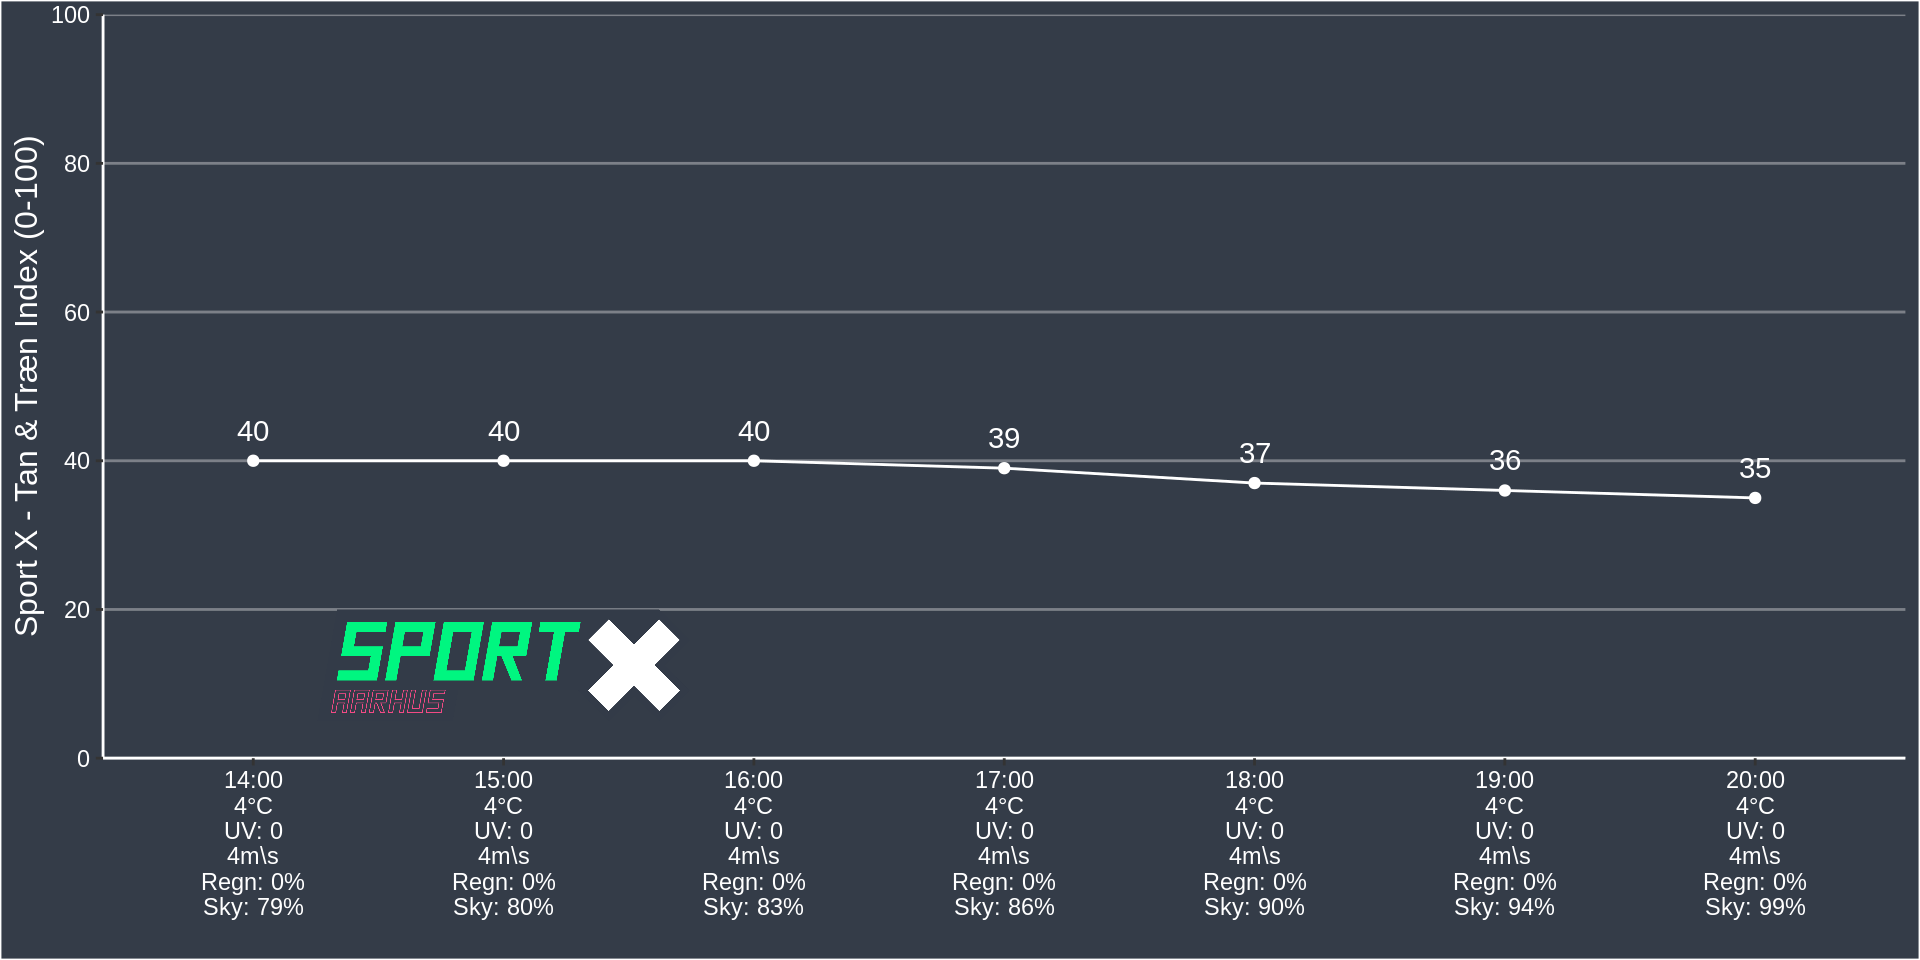 Sport X - Tan & Træn Index (0-100)
100
80
60
40
20
0
40 40 40 39 37 36 35
SPORT X
AARHUS
14:00 15:00 16:00 17:00 18:00 19:00 20:00
4°C 4°C 4°C 4°C 4°C 4°C 4°C
UV: 0 UV: 0 UV: 0 UV: 0 UV: 0 UV: 0 UV: 0
4m\s 4m\s 4m\s 4m\s 4m\s 4m\s 4m\s
Regn: 0% Regn: 0% Regn: 0% Regn: 0% Regn: 0% Regn: 0% Regn: 0%
Sky: 79% Sky: 80% Sky: 83% Sky: 86% Sky: 90% Sky: 94% Sky: 99%